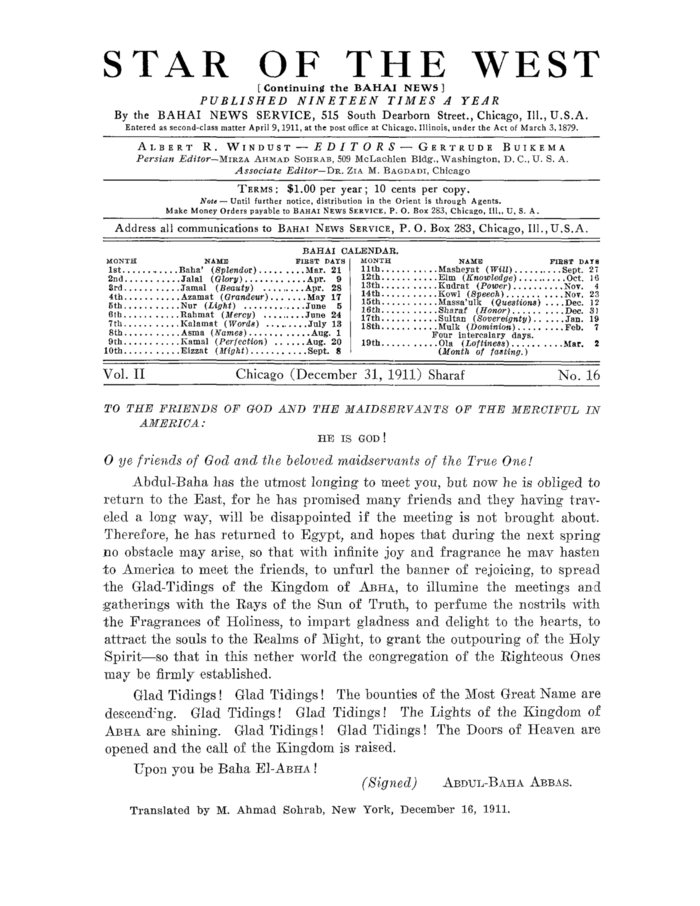 STAR OF THE WEST
[Continuing the BAHAI NEWS]
PUBLISHED NINETEEN TIMES A YEAR
By the BAHAI NEWS SERVICE, 515 South Dearborn Street., Chicago, Ill., U.S.A.
Entered as second-class matter April 9, 1911, at the post office at Chicago, Illinois, under the Act of March 3, 1879.
ALBERT R. WINDUST — EDITORS — GERTRUDE BUIKEMA
Persian Editor—MIRZA AHMAD SOHRAB, 509 McLachlen Bldg., Washington, D. C., U. S. A.
Associate Editor—DR. ZIA M. BAGDADI, Chicago
TERMS: $1.00 per year; 10 cents per copy.
Note — Until further notice, distribution in the Orient is through Agents.
Make Money Orders payable to BAHAI NEWS SERVICE, P. O. Box 283, Chicago, Ill., U. S. A.
Address all communications to BAHAI NEWS SERVICE, P. O. Box 283, Chicago, Ill., U.S.A.
BAHAI CALENDAR.
MONTH NAME FIRST DAYS
1st...........Baha' (Splendor).........Mar. 21
2nd..........Jalal (Glory)...........Apr. 9
3rd..........Jamal (Beauty) .........Apr. 28
4th..........Azamat (Grandeur).......May 17
5th..........Nur (Light) ...........June 5
6th..........Rahmat (Mercy) ........June 24
7th..........Kalamat (Words) ........July 13
8th..........Asma (Names)...........Aug. 1
9th..........Kamal (Perfection) ......Aug. 20
10th..........Eizzat (Might)..........Sept. 8
MONTH NAME FIRST DAYS
11th..........Masheyat (Will).........Sept. 27
12th..........Elm (Knowledge)..........Oct. 16
13th..........Kudrat (Power)..........Nov. 4
14th..........Kowl (Speech) ..........Nov. 23
15th..........Massa'ulk (Questions) ....Dec. 12
16th..........Sharaf (Honor)..........Dec. 31
17th..........Sultan (Sovereignty)......Jan. 19
18th..........Mulk (Dominion).........Feb. 7
Four intercalary days.
19th..........Ola (Loftiness)..........Mar. 2
(Month of fasting.)
Vol. II Chicago (December 31, 1911) Sharaf No. 16
TO THE FRIENDS OF GOD AND THE MAIDSERVANTS OF THE MERCIFUL IN
AMERICA:
HE IS GOD!
O ye friends of God and the beloved maidservants of the True One!
Abdul-Baha has the utmost longing to meet you, but now he is obliged to
return to the East, for he has promised many friends and they having trav-
eled a long way, will be disappointed if the meeting is not brought about.
Therefore, he has returned to Egypt, and hopes that during the next spring
no obstacle may arise, so that with infinite joy and fragrance he may hasten
to America to meet the friends, to unfurl the banner of rejoicing, to spread
the Glad-Tidings of the Kingdom of ABHA, to illumine the meetings and
gatherings with the Rays of the Sun of Truth, to perfume the nostrils with
the Fragrances of Holiness, to impart gladness and delight to the hearts, to
attract the souls to the Realms of Might, to grant the outpouring of the Holy
Spirit—so that in this nether world the congregation of the Righteous Ones
may be firmly established.
Glad Tidings! Glad Tidings! The bounties of the Most Great Name are
descending. Glad Tidings! Glad Tidings! The Lights of the Kingdom of
ABHA are shining. Glad Tidings! Glad Tidings! The Doors of Heaven are
opened and the call of the Kingdom is raised.
Upon you be Baha El-ABHA!
(Signed) ABDUL-BAHA ABBAS.
Translated by M. Ahmad Sohrab, New York, December 16, 1911.